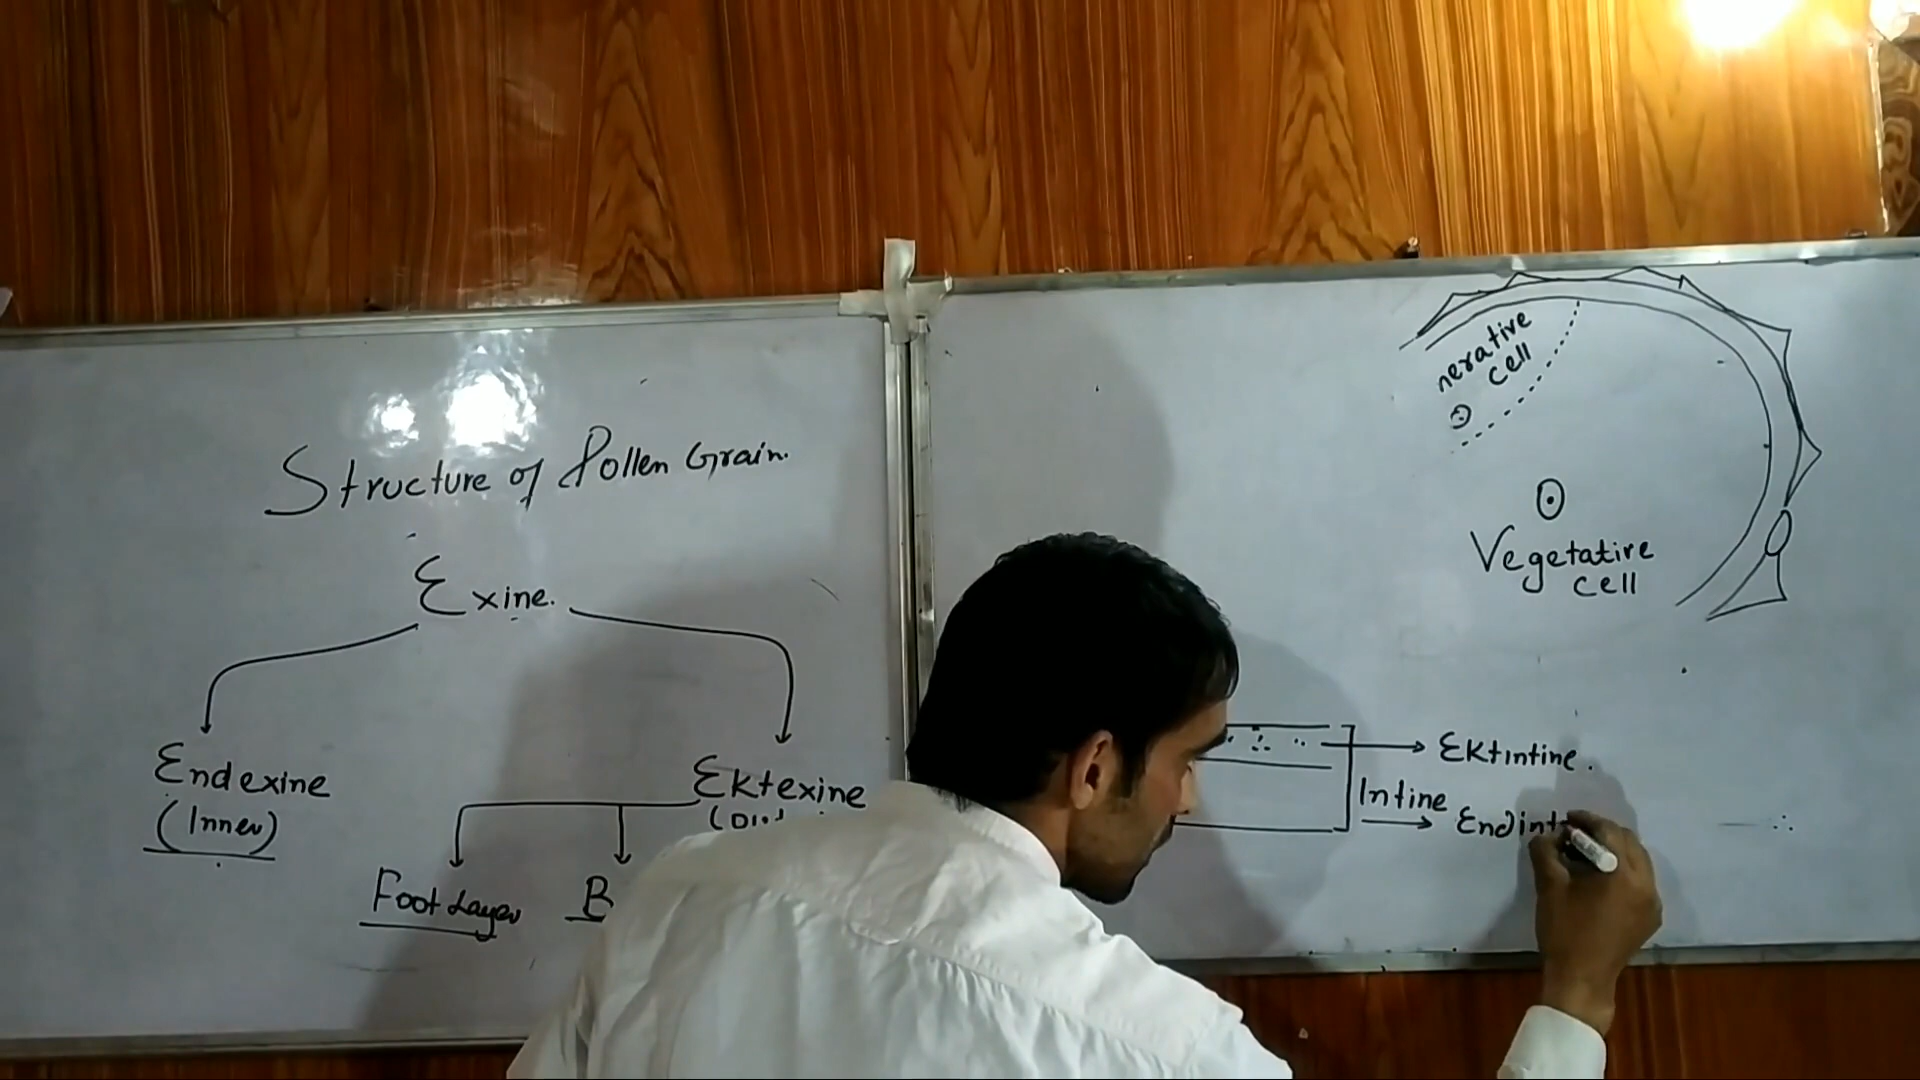 Structure of Pollen Grain.
Exine.
Endexine
(Inner)
Ektexine
Foot Layer
B
nerative
cell
Vegetative
cell
Ektintine.
Intine
Endint